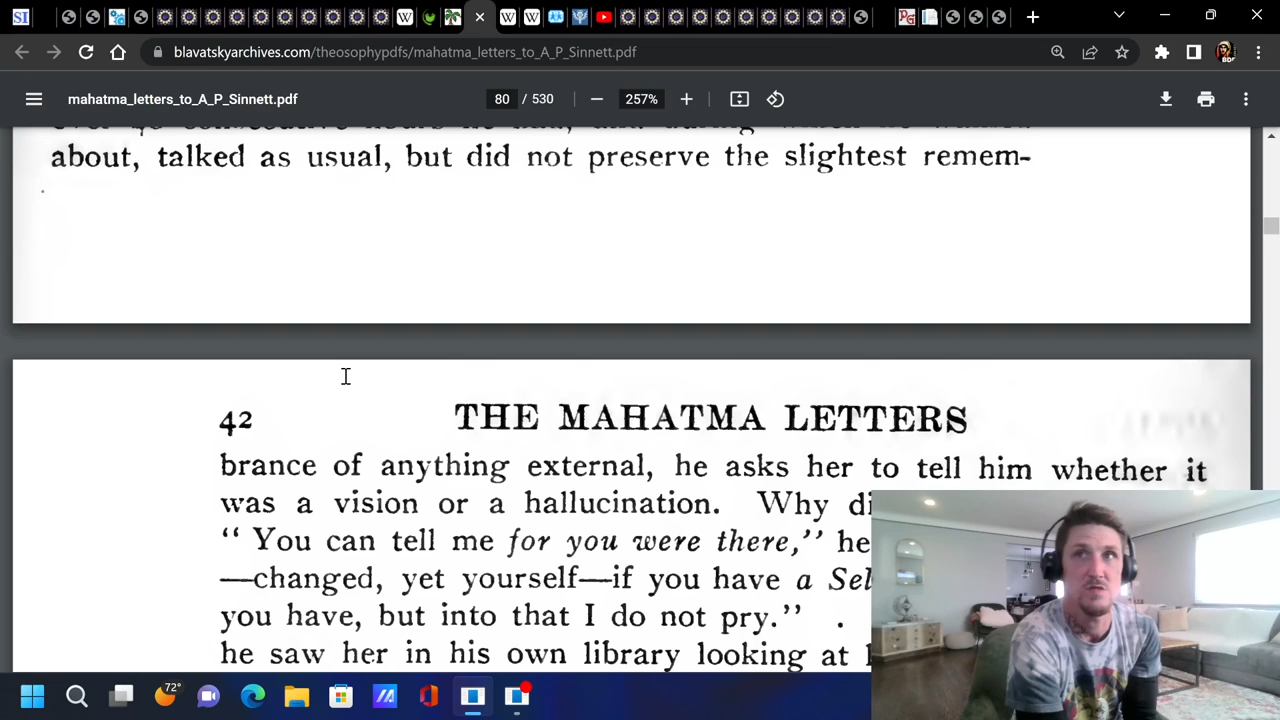 blavatskyarchives.com/theosophypdfs/mahatma_letters_to_A_P_Sinnett.pdf
BDF
mahatma_letters_to_A_P_Sinnett.pdf
80 / 530
257%
about, talked as usual, but did not preserve the slightest remem-
42 THE MAHATMA LETTERS
brance of anything external, he asks her to tell him whether it
was a vision or a hallucination. Why
“ You can tell me for you were there,” he
—changed, yet yourself—if you have a
you have, but into that I do not pry.” .
he saw her in his own library looking at
72°